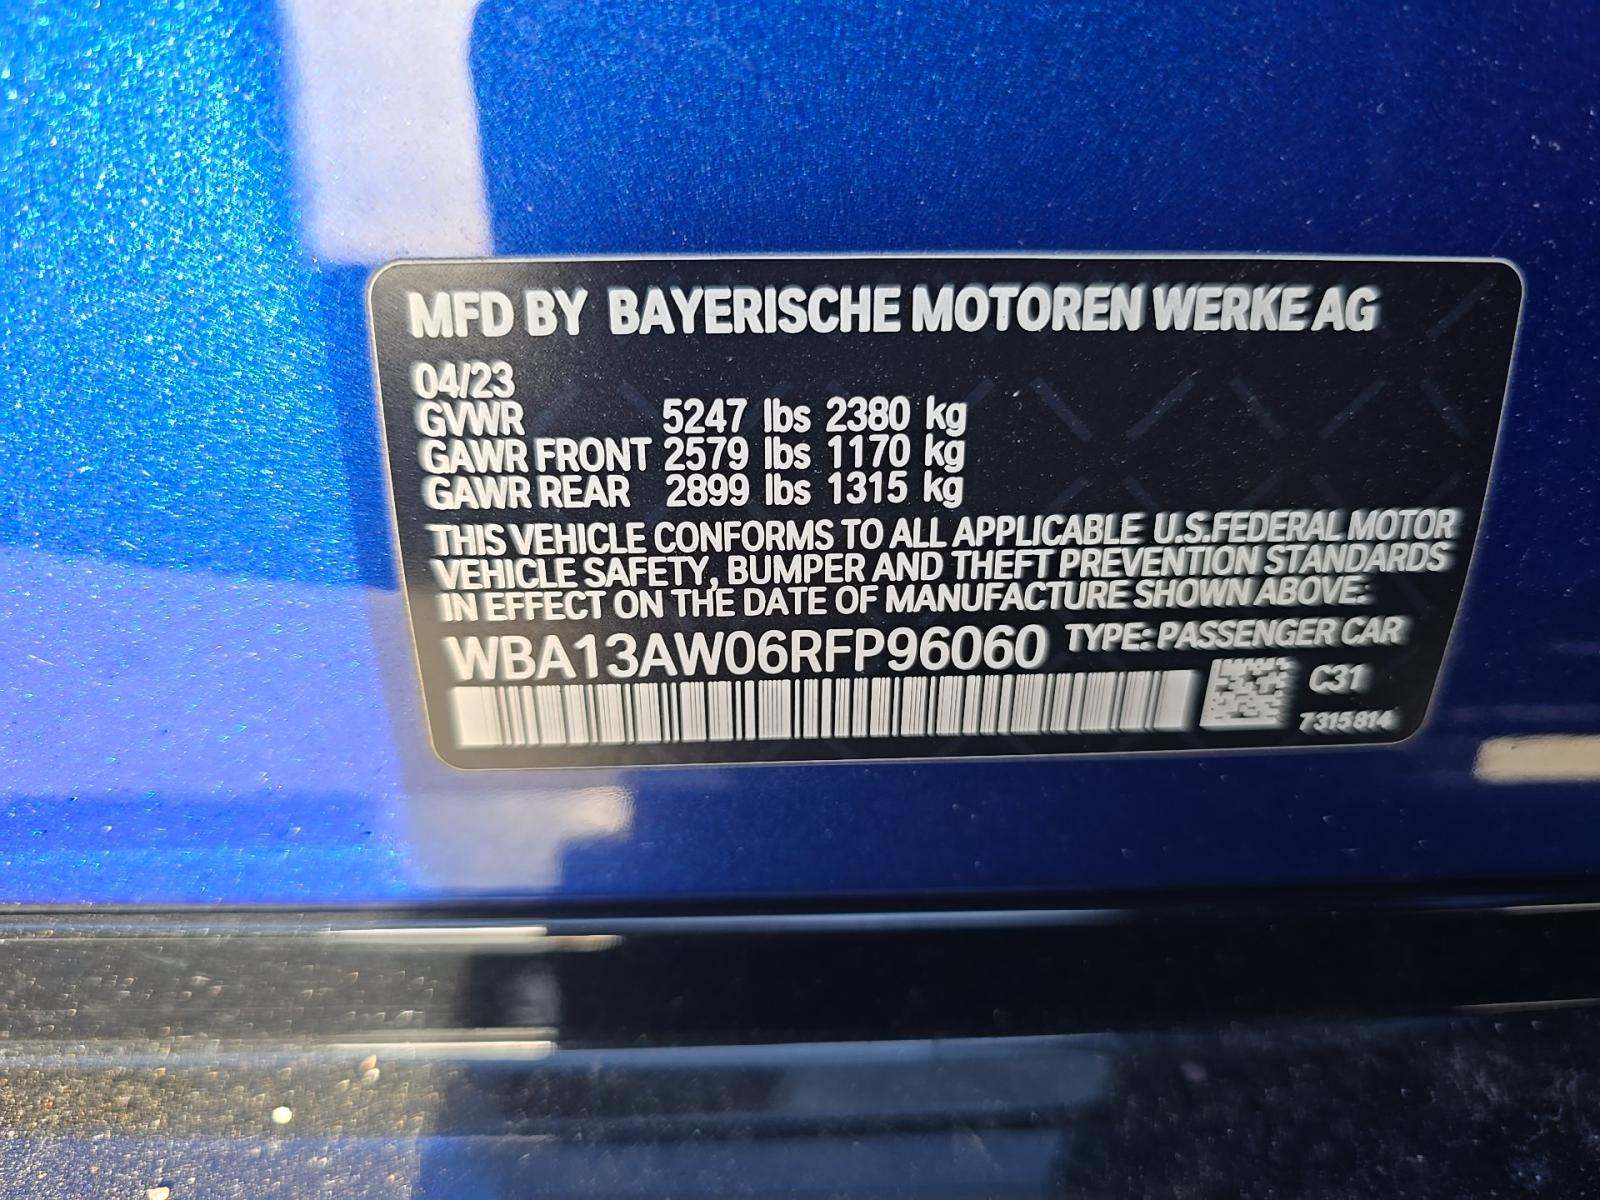 MFD BY BAYERISCHE MOTOREN WERKE AG
04/23
GVWR 5247 lbs 2380 kg
GAWR FRONT 2579 lbs 1170 kg
GAWR REAR 2899 lbs 1315 kg
THIS VEHICLE CONFORMS TO ALL APPLICABLE U.S.FEDERAL MOTOR
VEHICLE SAFETY, BUMPER AND THEFT PREVENTION STANDARDS
IN EFFECT ON THE DATE OF MANUFACTURE SHOWN ABOVE:
WBA13AW06RFP96060 TYPE: PASSENGER CAR
C31
7315814